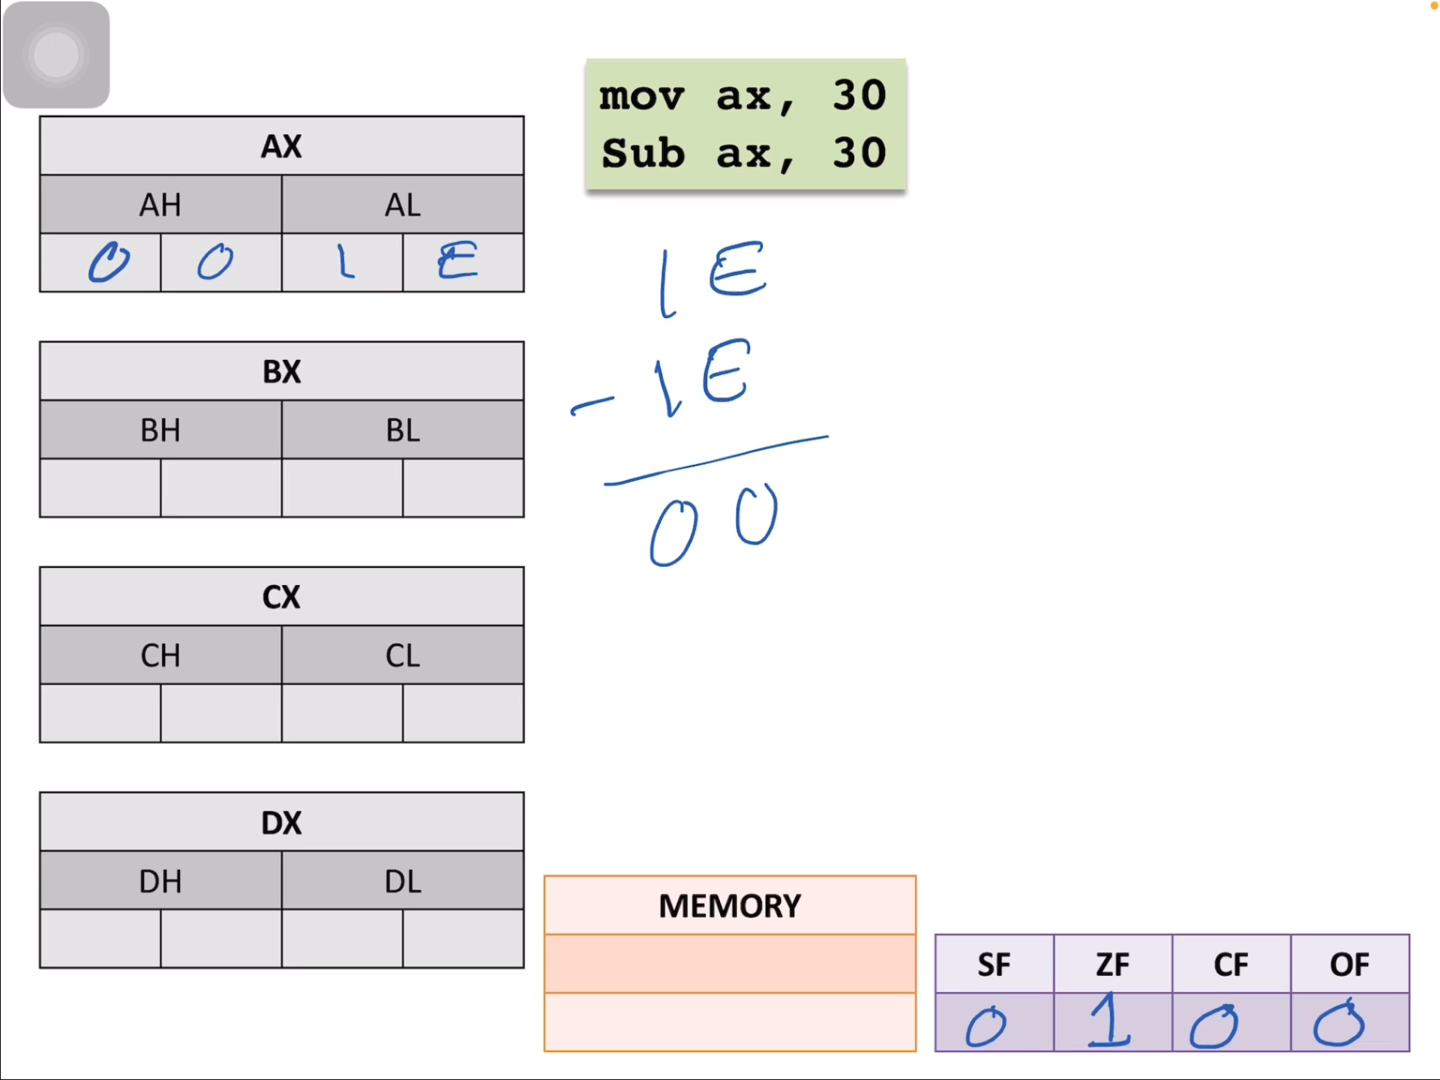 mov ax, 30
Sub ax, 30
AX
AH AL
0 0 1 E
BX
BH BL
CX
CH CL
DX
DH DL
1E
- 1E
00
MEMORY
SF ZF CF OF
0 1 0 0